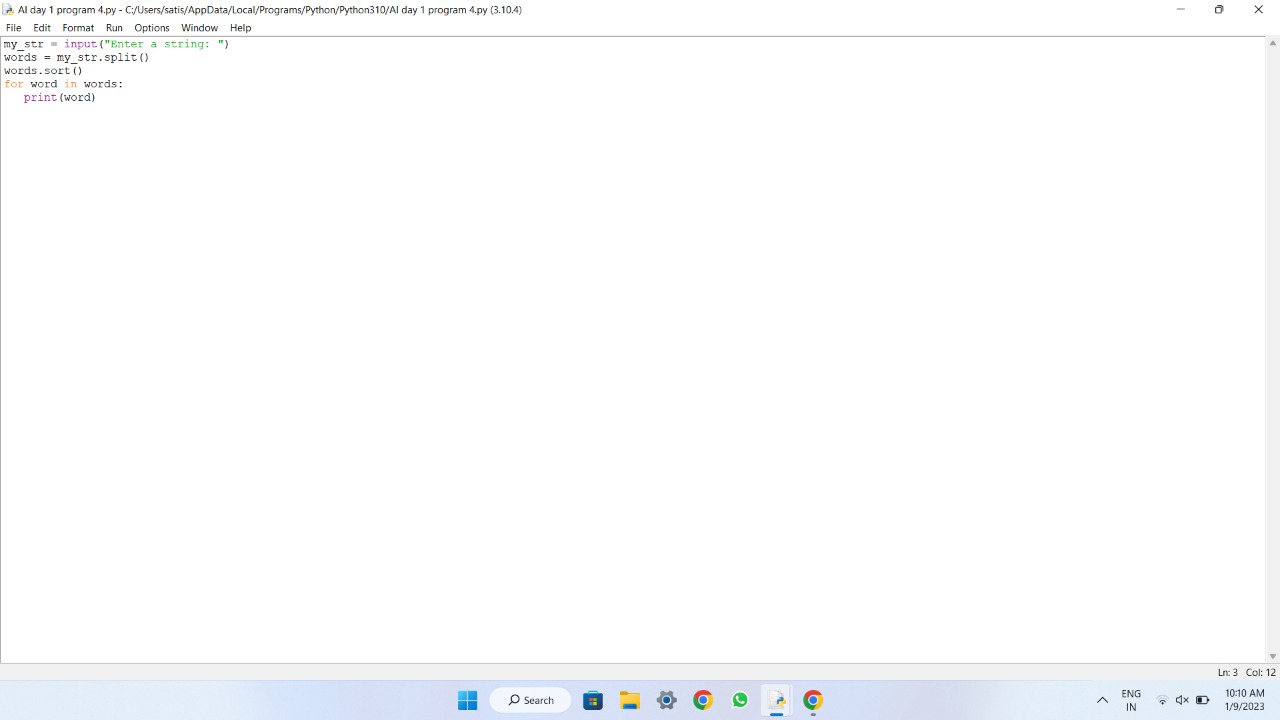 AI day 1 program 4.py - C:/Users/satis/AppData/Local/Programs/Python/Python310/AI day 1 program 4.py (3.10.4)
File Edit Format Run Options Window Help
my_str = input("Enter a string: ")
words = my_str.split()
words.sort()
for word in words:
   print(word)
Ln: 3 Col: 12
Search
ENG
IN
10:10 AM
1/9/2023